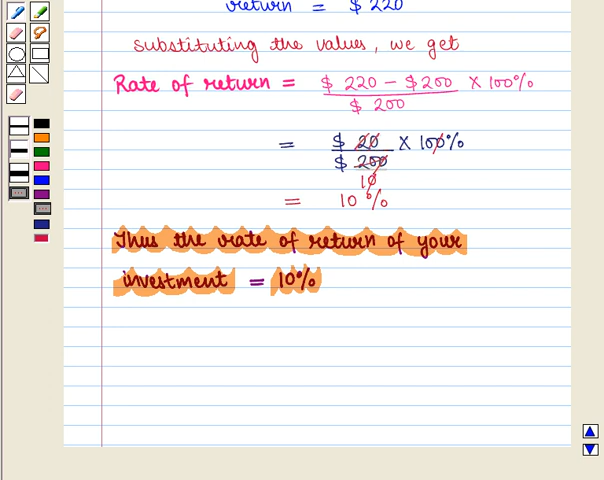 return = $ 220
substituting the values, we get
Rate of return = $ 220 - $ 200 / $ 200 X 100%
= $ 20 / $ 200 X 100%
10
= 10 %
Thus the rate of return of your
investment = 10%